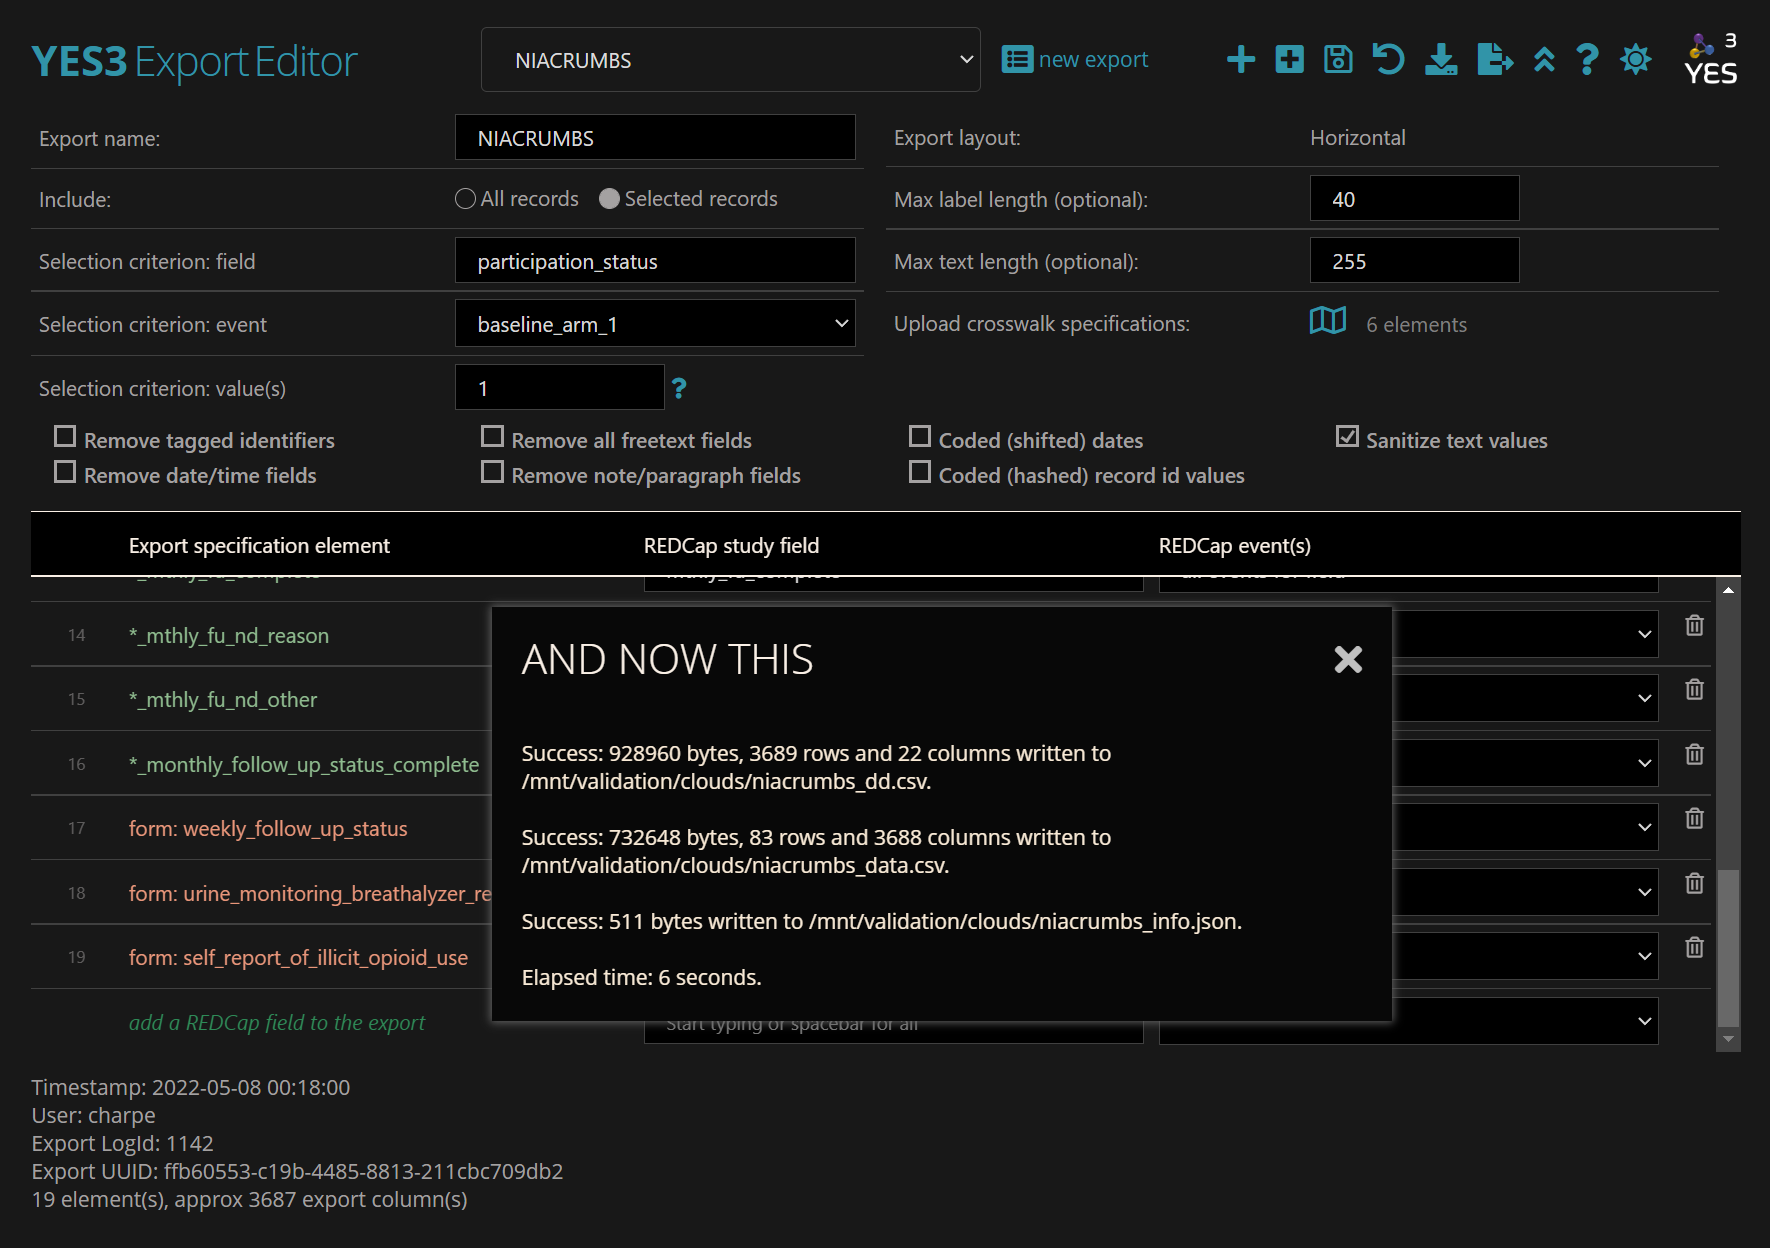 YES3 Export Editor
NIACRUMBS
new export
3
YES
Export name:
NIACRUMBS
Export layout:
Horizontal
Include:
All records
Selected records
Max label length (optional):
40
Selection criterion: field
participation_status
Max text length (optional):
255
Selection criterion: event
baseline_arm_1
Upload crosswalk specifications:
6 elements
Selection criterion: value(s)
1
?
Remove tagged identifiers
Remove all freetext fields
Coded (shifted) dates
Sanitize text values
Remove date/time fields
Remove note/paragraph fields
Coded (hashed) record id values
Export specification element
REDCap study field
REDCap event(s)
14
*_mthly_fu_nd_reason
15
*_mthly_fu_nd_other
16
*_monthly_follow_up_status_complete
17
form: weekly_follow_up_status
18
form: urine_monitoring_breathalyzer_re
19
form: self_report_of_illicit_opioid_use
add a REDCap field to the export
Start typing or spacebar for all
AND NOW THIS
Success: 928960 bytes, 3689 rows and 22 columns written to
/mnt/validation/clouds/niacrumbs_dd.csv.
Success: 732648 bytes, 83 rows and 3688 columns written to
/mnt/validation/clouds/niacrumbs_data.csv.
Success: 511 bytes written to /mnt/validation/clouds/niacrumbs_info.json.
Elapsed time: 6 seconds.
Timestamp: 2022-05-08 00:18:00
User: charpe
Export LogId: 1142
Export UUID: ffb60553-c19b-4485-8813-211cbc709db2
19 element(s), approx 3687 export column(s)